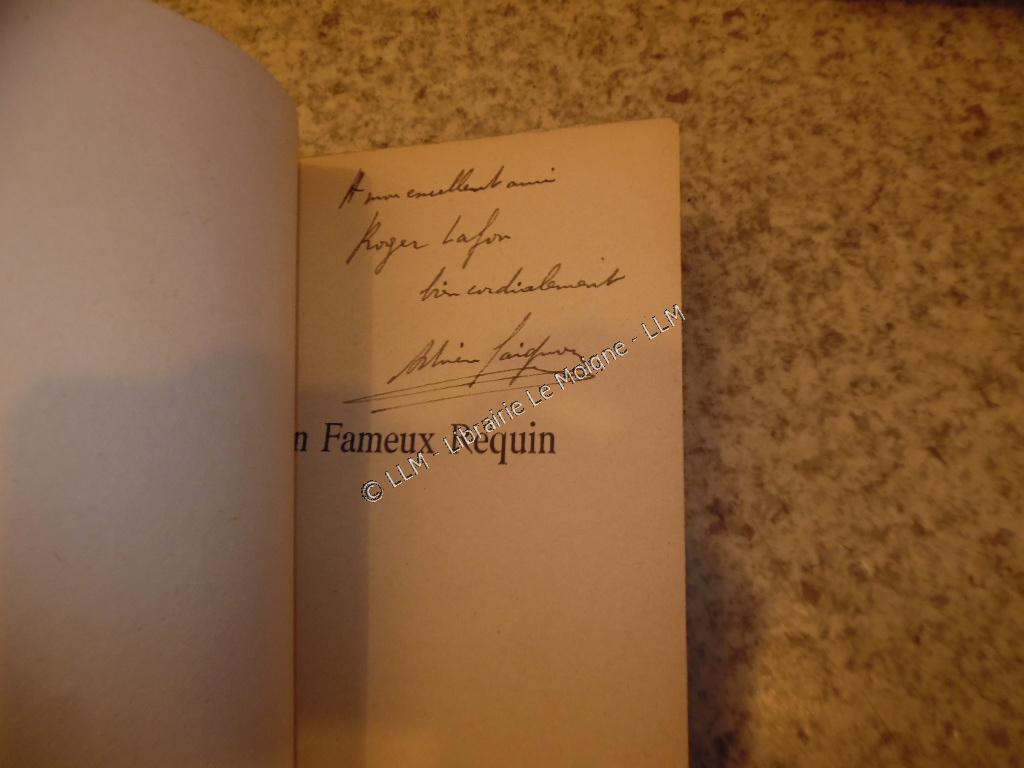 A mon excellent ami
Roger Lafon
bien cordialement
n Fameux Requin
© LLM - Librairie Le Moigne - LLM